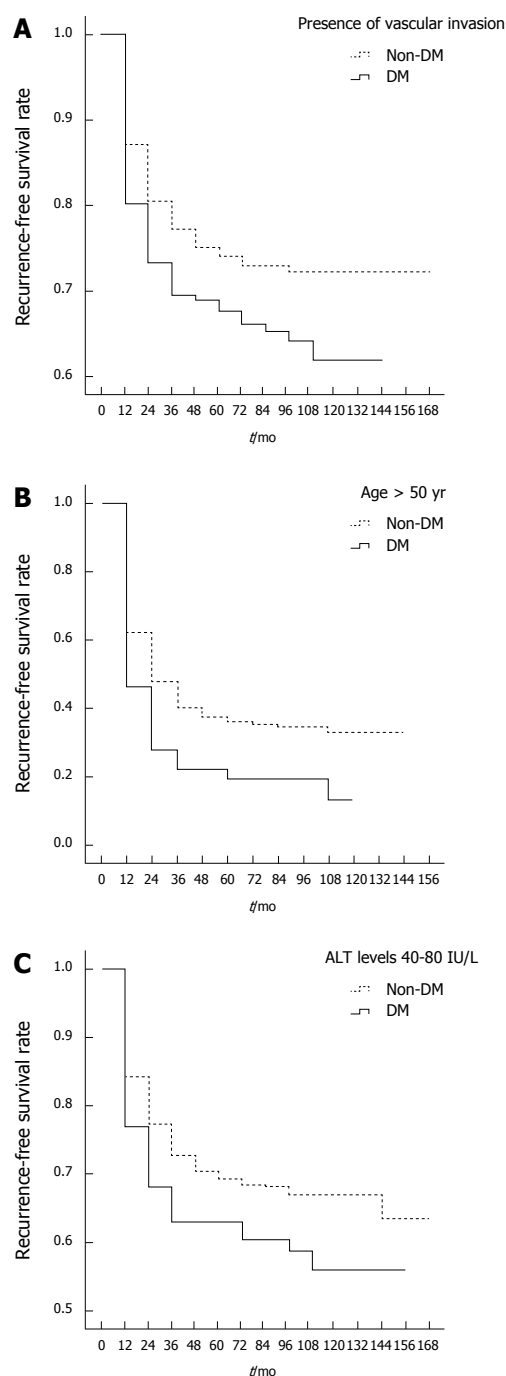 A
Presence of vascular invasion
Non-DM
DM
Recurrence-free survival rate
1.0
0.9
0.8
0.7
0.6
0 12 24 36 48 60 72 84 96 108 120 132 144 156 168
t/mo
B
Age > 50 yr
Non-DM
DM
Recurrence-free survival rate
1.0
0.8
0.6
0.4
0.2
0.0
0 12 24 36 48 60 72 84 96 108 120 132 144 156
t/mo
C
ALT levels 40-80 IU/L
Non-DM
DM
Recurrence-free survival rate
1.0
0.9
0.8
0.7
0.6
0.5
0 12 24 36 48 60 72 84 96 108 120 132 144 156 168
t/mo